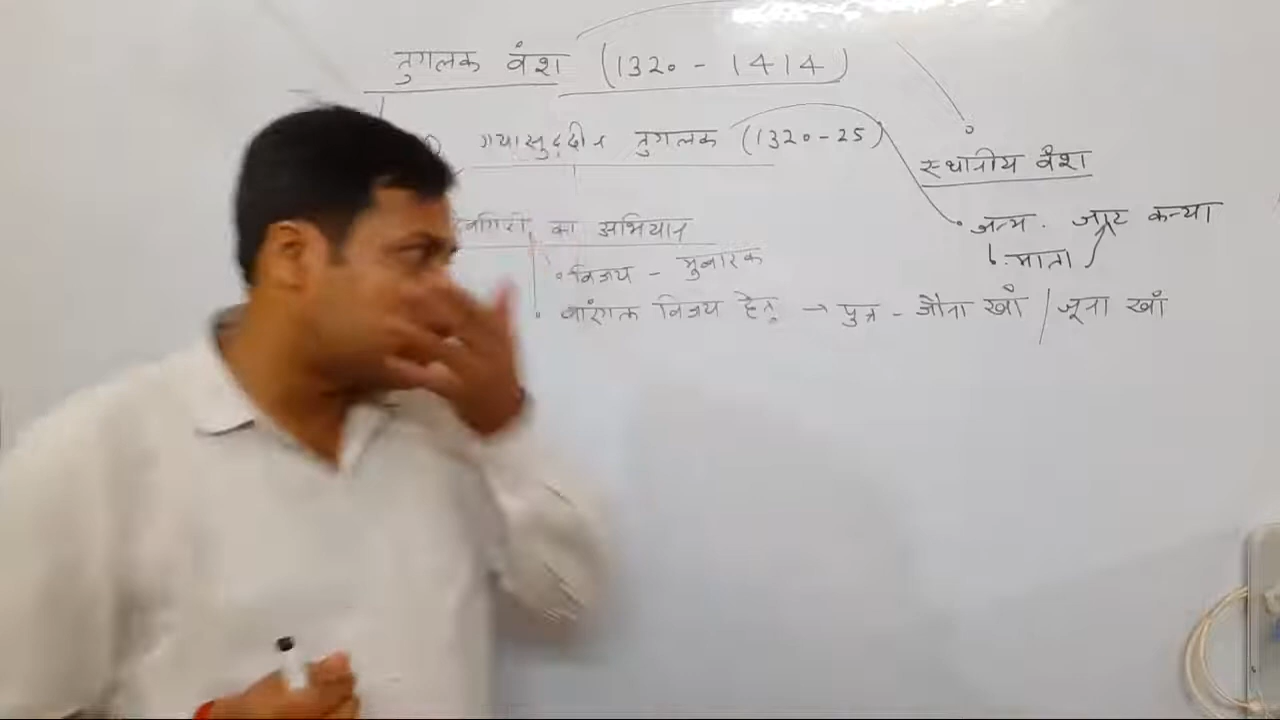 तुगलक वंश (1320 - 1414)
गयासुद्दीन तुगलक (1320-25)
स्थानीय वंश
जन्म. जाट कन्या
माता
का अभियान
विजय - मुबारक
वारंगल विजय हेतु → पुत्र - जौना खाँ / जूना खाँ